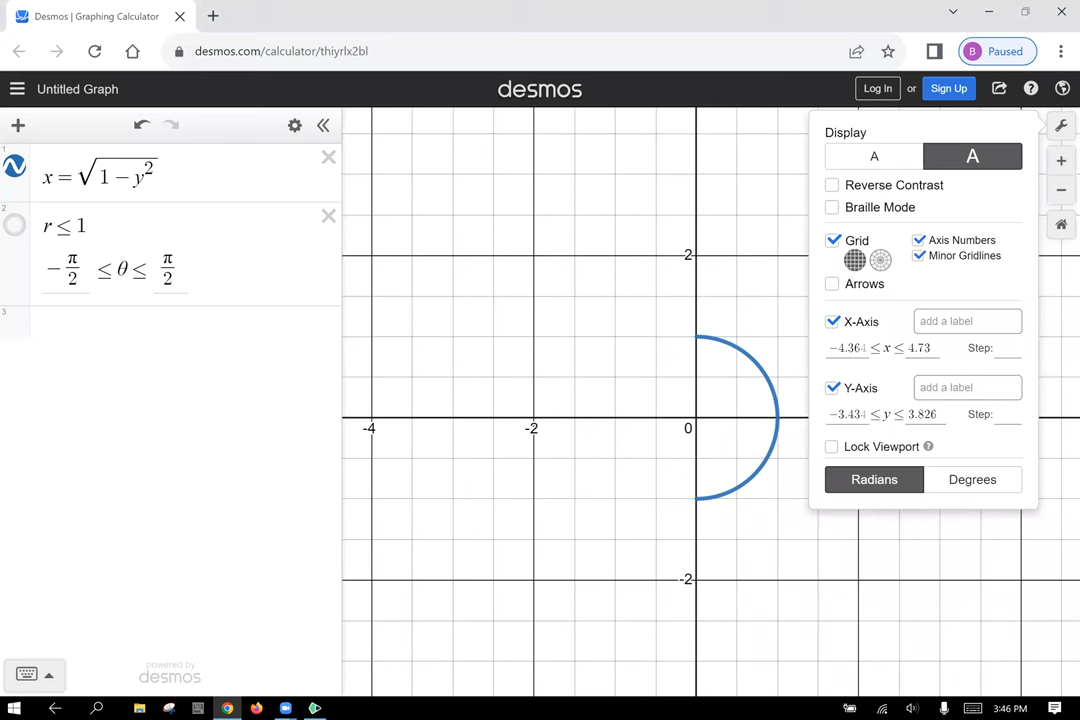 Desmos | Graphing Calculator
desmos.com/calculator/thiyrlx2bl
B Paused
Untitled Graph
desmos
Log In or Sign Up
1
x = √1 − y²
2
r ≤ 1
−π/2 ≤ θ ≤ π/2
3
powered by
desmos
2
-4 -2 0
-2
Display
A A
Reverse Contrast
Braille Mode
Grid
Axis Numbers
Minor Gridlines
Arrows
X-Axis add a label
−4.364 ≤ x ≤ 4.73 Step:
Y-Axis add a label
−3.434 ≤ y ≤ 3.826 Step:
Lock Viewport ?
Radians Degrees
3:46 PM